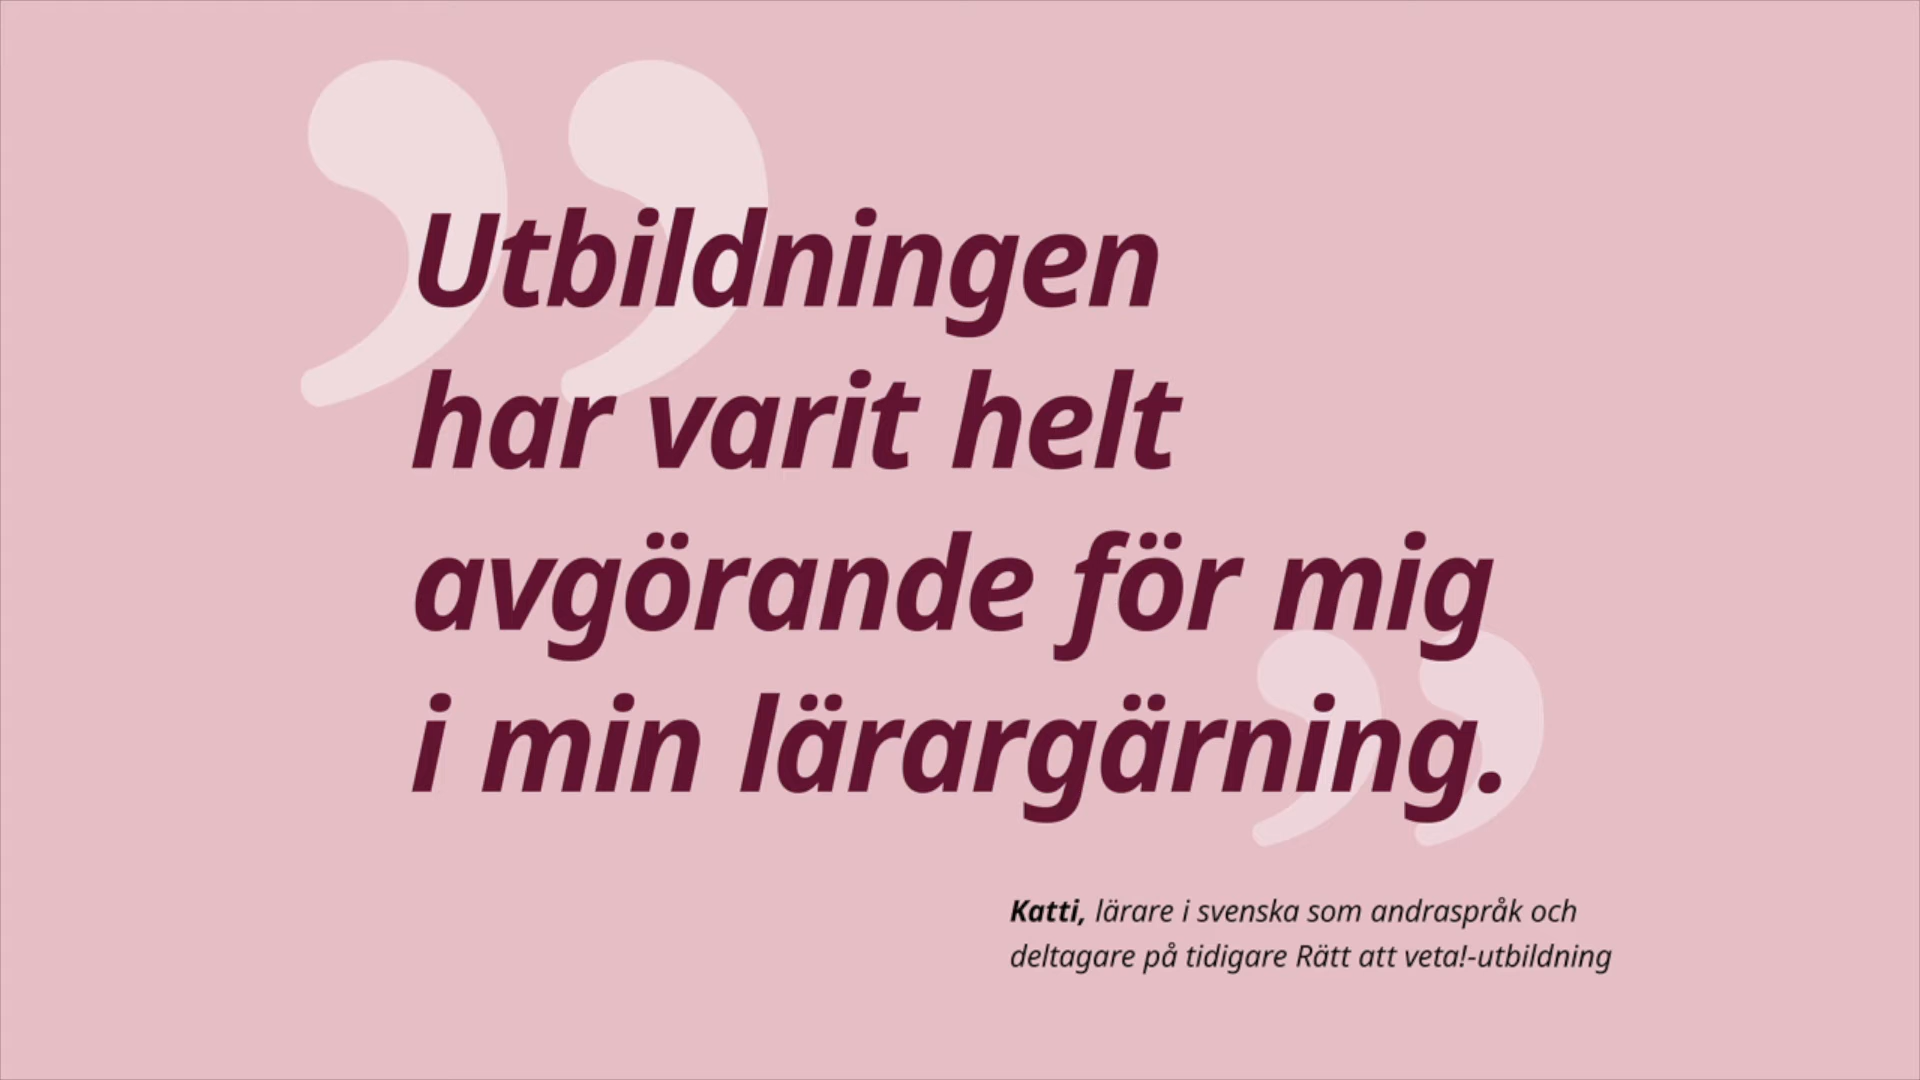 Utbildningen
har varit helt
avgörande för mig
i min lärargärning.
Katti, lärare i svenska som andraspråk och
deltagare på tidigare Rätt att veta!-utbildning